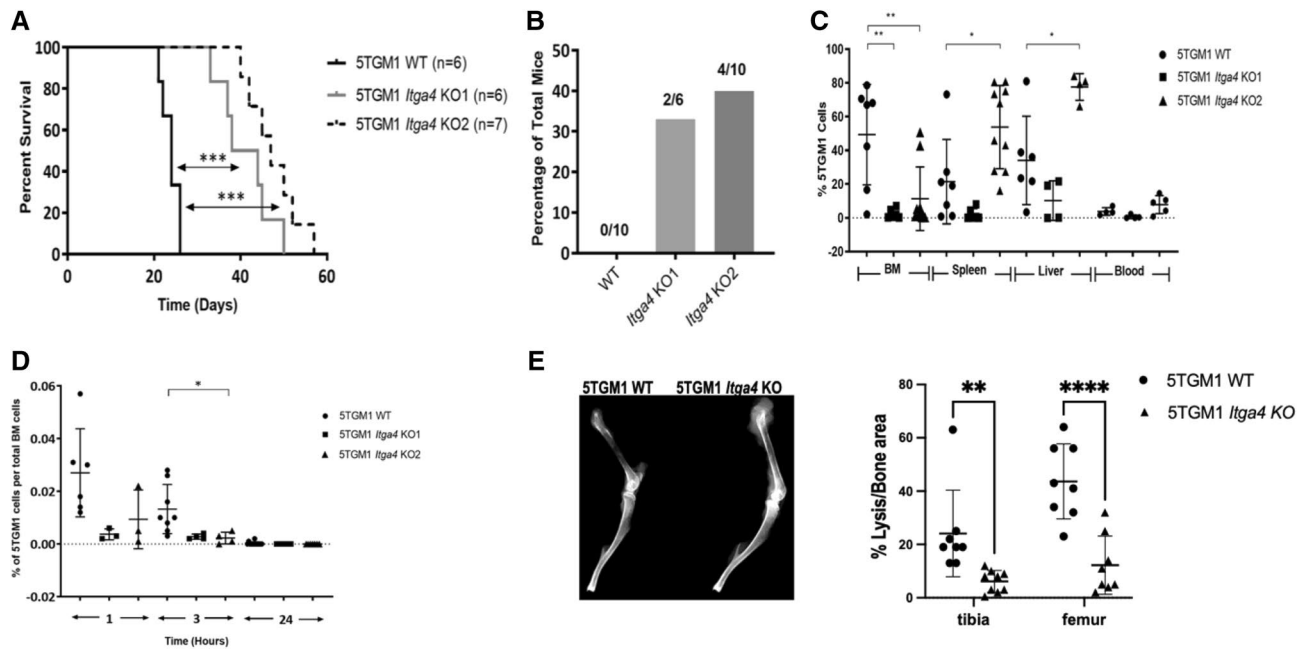 A
Percent Survival
100
80
60
40
20
0
0 20 40 60
Time (Days)
***
***
5TGM1 WT (n=6)
5TGM1 Itga4 KO1 (n=6)
5TGM1 Itga4 KO2 (n=7)
B
Percentage of Total Mice
50
40
30
20
10
0
0/10
2/6
4/10
WT
Itga4 KO1
Itga4 KO2
C
% 5TGM1 Cells
100
80
60
40
20
0
-20
**
**
*
*
BM Spleen Liver Blood
5TGM1 WT
5TGM1 Itga4 KO1
5TGM1 Itga4 KO2
D
% of 5TGM1 cells per total BM cells
0.06
0.04
0.02
0.00
-0.02
*
1 3 24
Time (Hours)
5TGM1 WT
5TGM1 Itga4 KO1
5TGM1 Itga4 KO2
E
5TGM1 WT 5TGM1 Itga4 KO
% Lysis/Bone area
80
60
40
20
0
**
****
tibia femur
5TGM1 WT
5TGM1 Itga4 KO